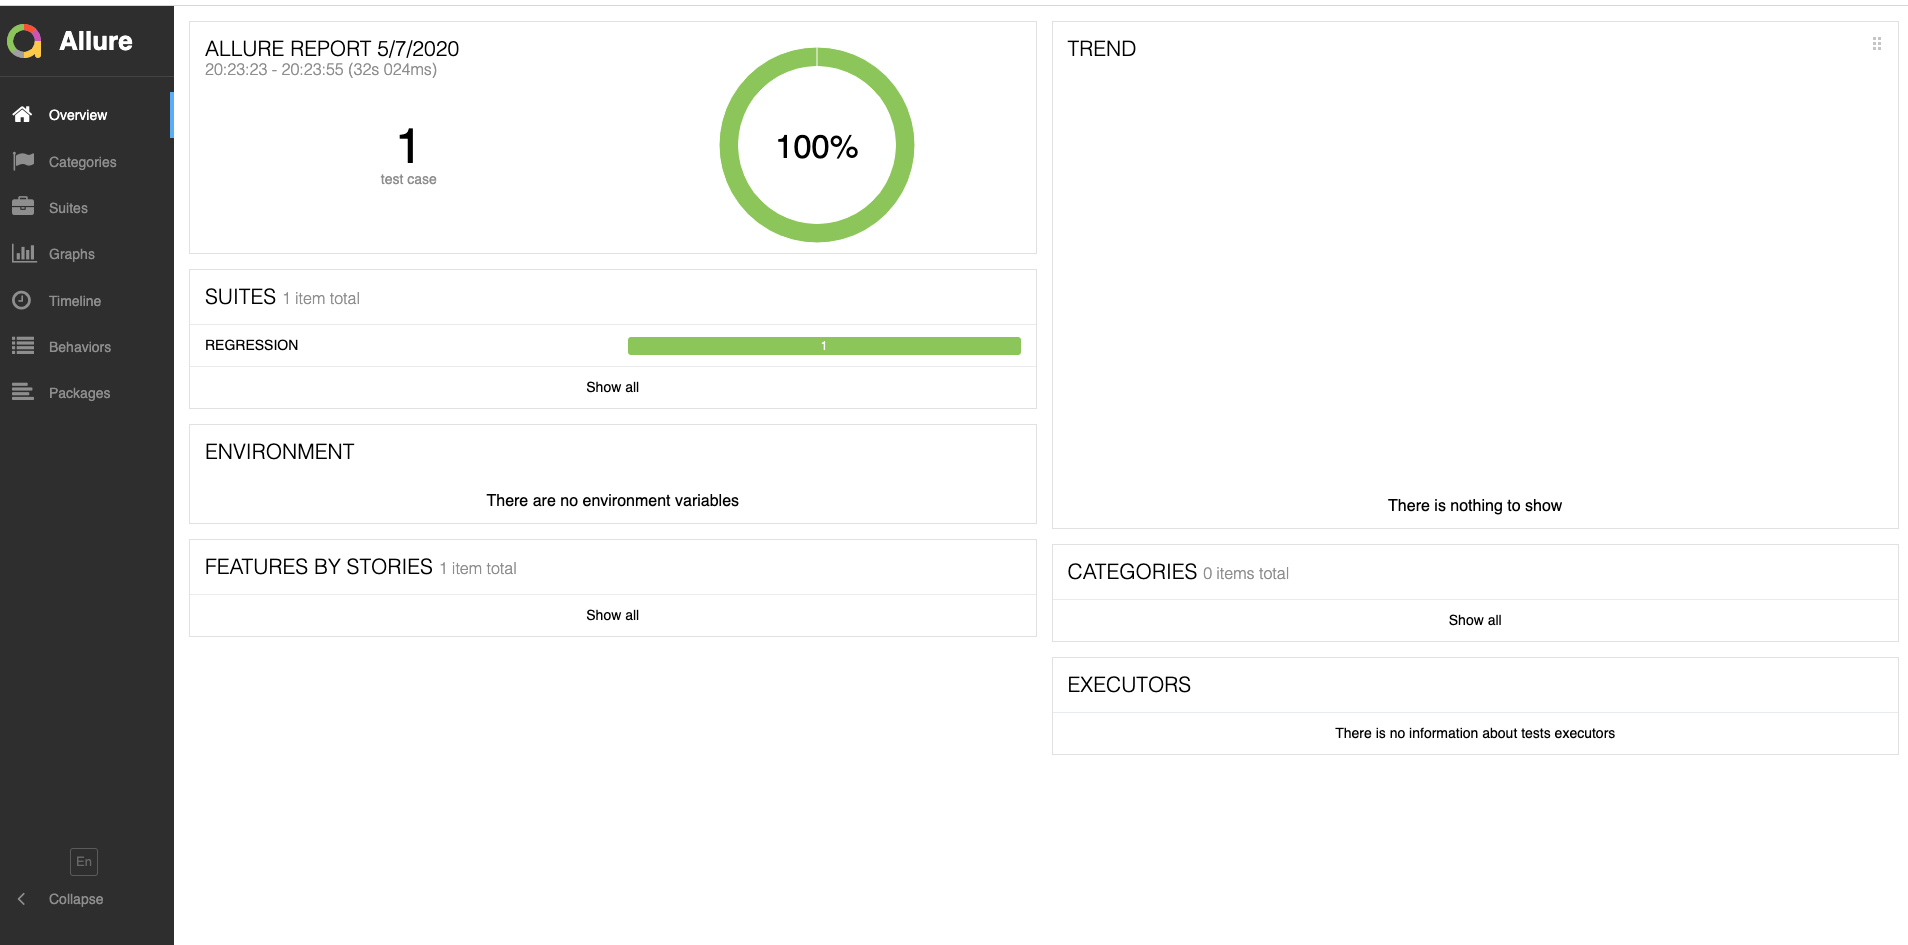 Allure
Overview
Categories
Suites
Graphs
Timeline
Behaviors
Packages
En
Collapse
ALLURE REPORT 5/7/2020
20:23:23 - 20:23:55 (32s 024ms)
1
test case
100%
SUITES 1 item total
REGRESSION 1
Show all
ENVIRONMENT
There are no environment variables
FEATURES BY STORIES 1 item total
Show all
TREND
There is nothing to show
CATEGORIES 0 items total
Show all
EXECUTORS
There is no information about tests executors